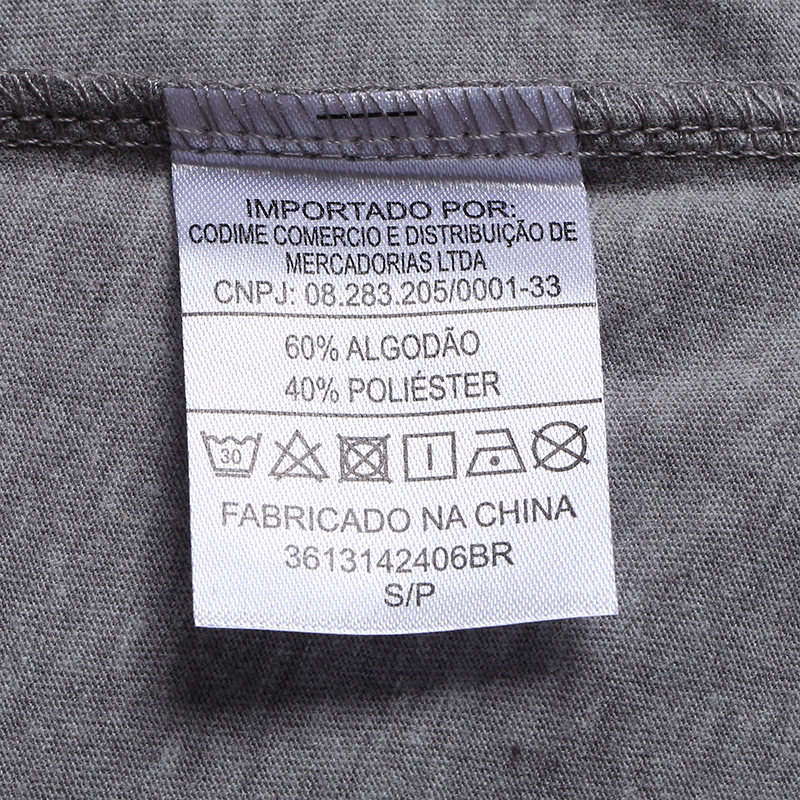 IMPORTADO POR:
CODIME COMERCIO E DISTRIBUIÇÃO DE
MERCADORIAS LTDA
CNPJ: 08.283.205/0001-33
60% ALGODÃO
40% POLIÉSTER
30
FABRICADO NA CHINA
3613142406BR
S/P